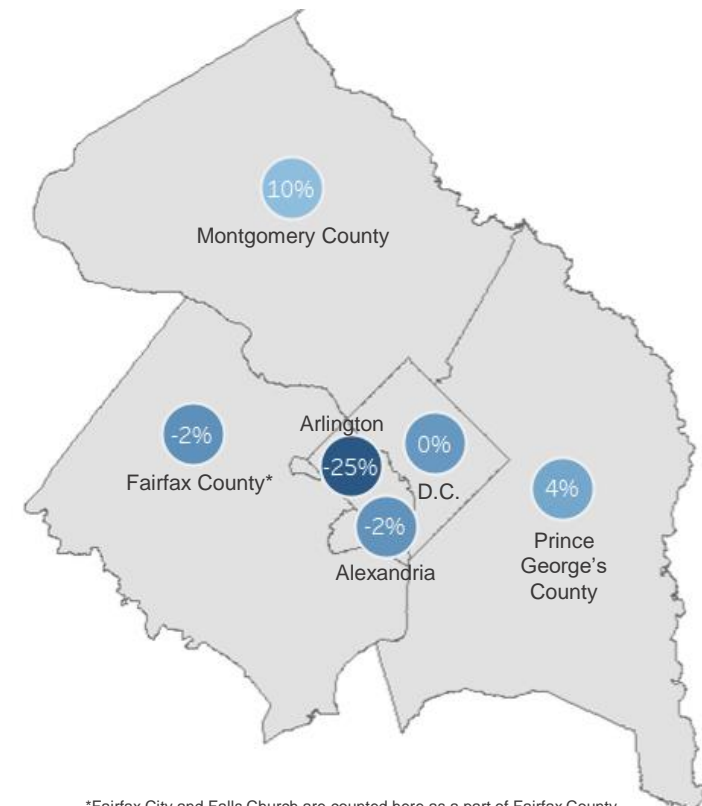 10%
Montgomery County
-2%
Fairfax County*
Arlington
-25%
0%
D.C.
-2%
Alexandria
4%
Prince
George's
County
*Fairfax City and Falls Church are counted here as a part of Fairfax County